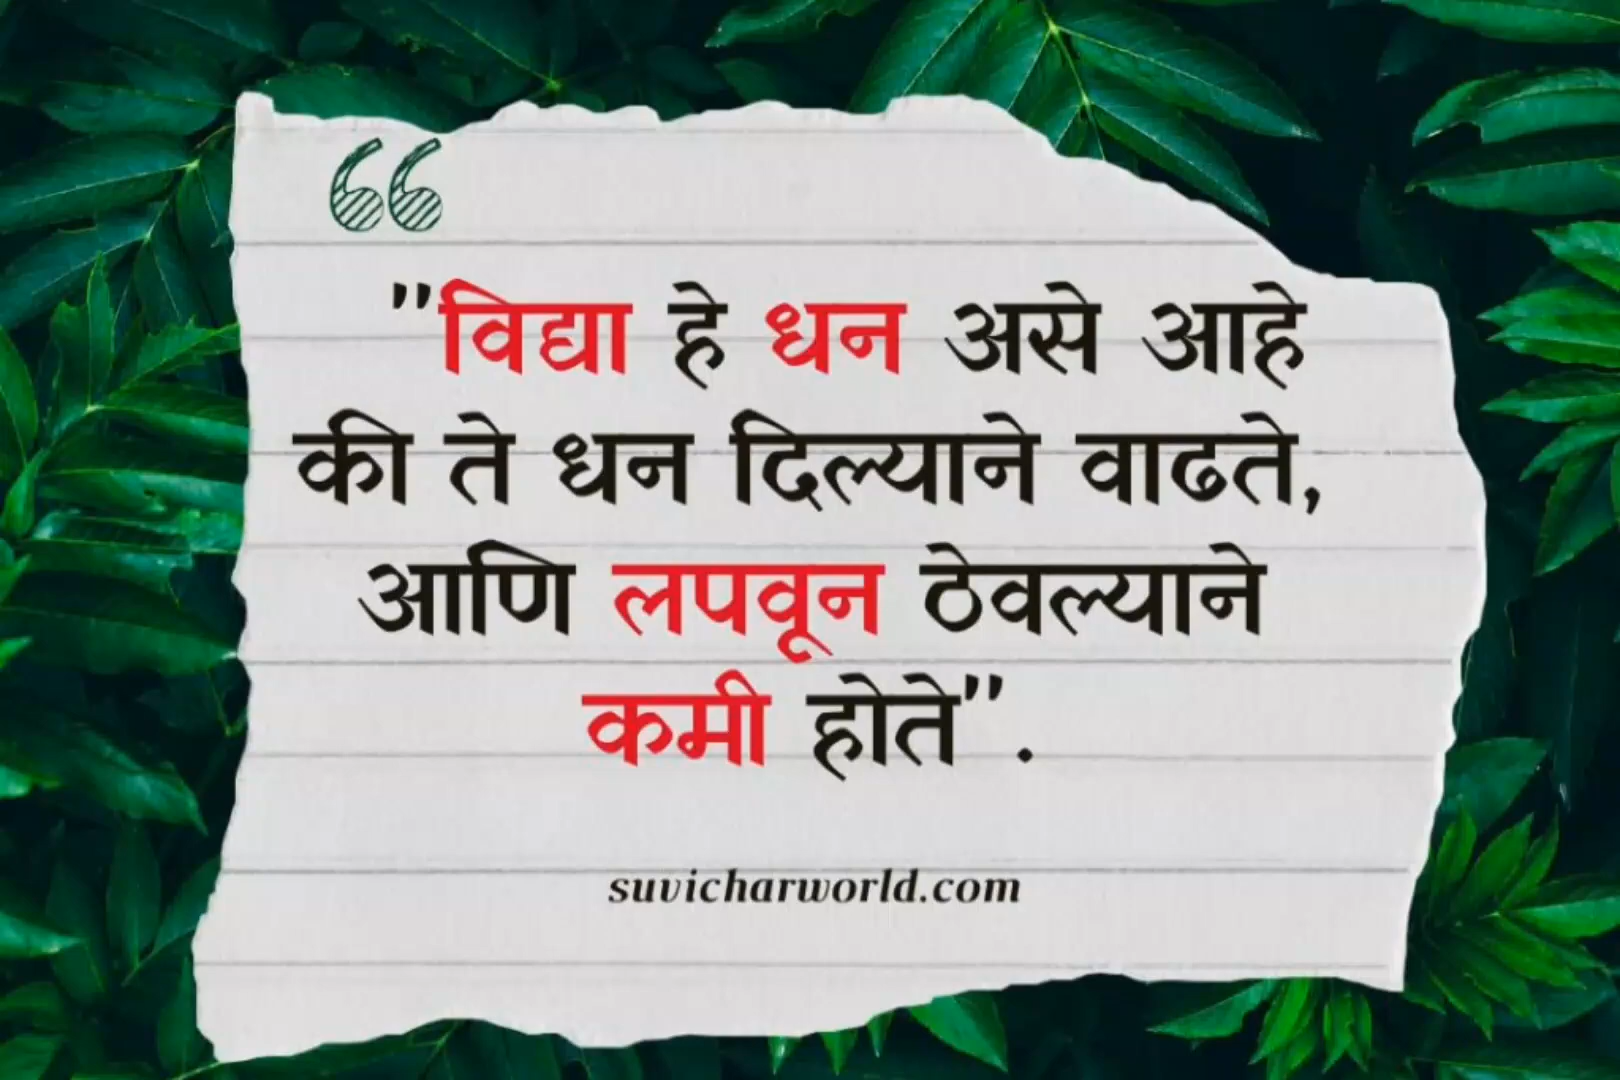 "विद्या हे धन असे आहे
की ते धन दिल्याने वाढते,
आणि लपवून ठेवल्याने
कमी होते".
suvicharworld.com